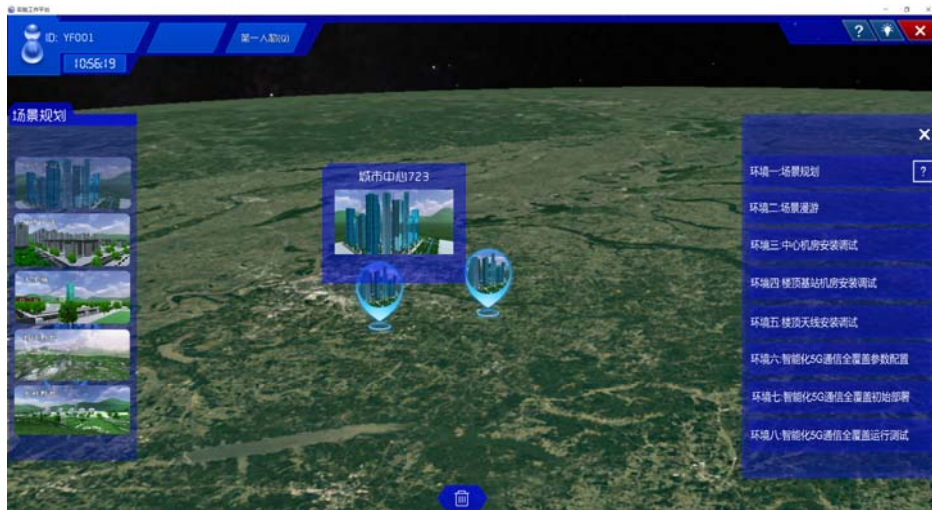 ID: YF001
第一人称(Q)
?
×
10:56:19
场景规划
×
城市中心723
环境一:场景规划
?
环境二:场景漫游
环境三:中心机房安装调试
环境四:楼顶基站机房安装调试
环境五:楼顶天线安装调试
环境六:智能化5G通信全覆盖参数配置
环境七:智能化5G通信全覆盖初始部署
环境八:智能化5G通信全覆盖运行测试